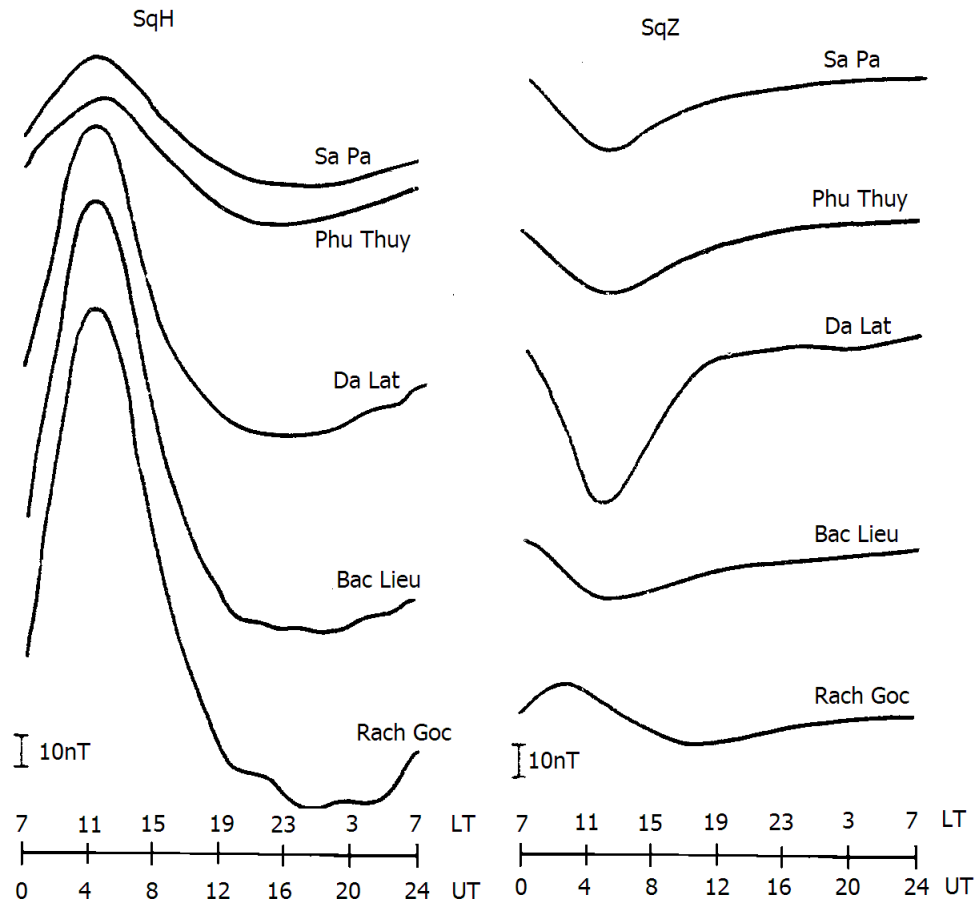 SqH
SqZ
Sa Pa
Phu Thuy
Da Lat
Bac Lieu
Rach Goc
10nT
7 11 15 19 23 3 7 LT
0 4 8 12 16 20 24 UT
Sa Pa
Phu Thuy
Da Lat
Bac Lieu
Rach Goc
10nT
7 11 15 19 23 3 7 LT
0 4 8 12 16 20 24 UT